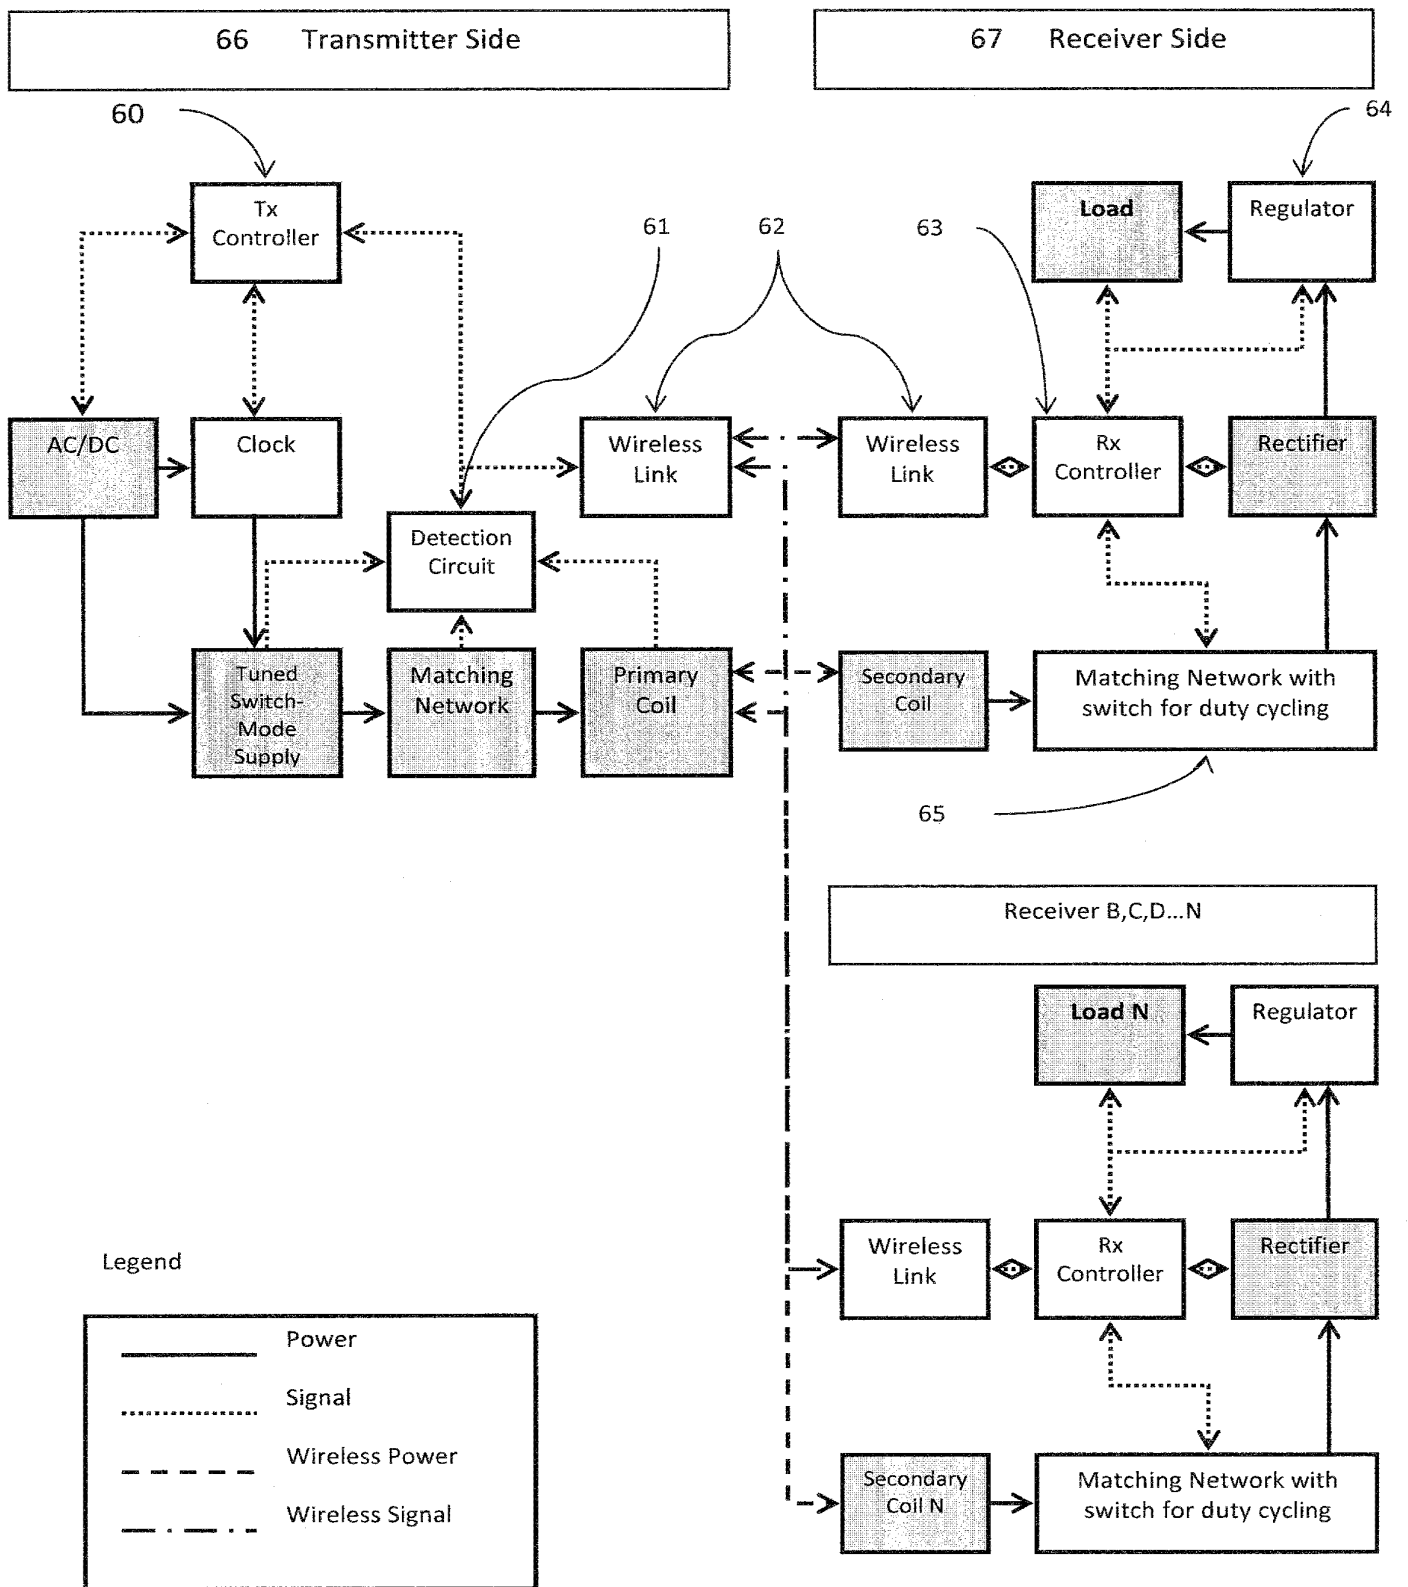 66 Transmitter Side
67 Receiver Side
60
64
Tx
Controller
61
62
63
Load
Regulator
AC/DC
Clock
Wireless
Link
Wireless
Link
Rx
Controller
Rectifier
Detection
Circuit
Tuned
Switch-
Mode
Supply
Matching
Network
Primary
Coil
Secondary
Coil
Matching Network with
switch for duty cycling
65
Receiver B,C,D...N
Load N
Regulator
Wireless
Link
Rx
Controller
Rectifier
Secondary
Coil N
Matching Network with
switch for duty cycling
Legend
Power
Signal
Wireless Power
Wireless Signal